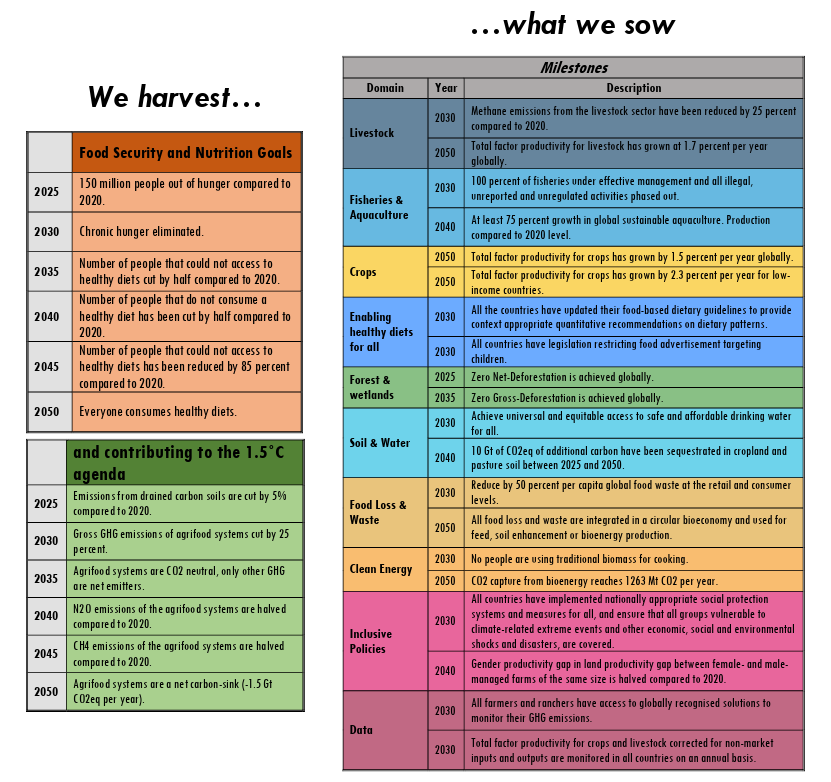 ...what we sow
We harvest...
Food Security and Nutrition Goals
2025
150 million people out of hunger compared to
2020.
2030
Chronic hunger eliminated.
2035
Number of people that could not access to
healthy diets cut by half compared to 2020.
2040
Number of people that do not consume a
healthy diet has been cut by half compared to
2020.
2045
Number of people that could not access to
healthy diets has been reduced by 85 percent
compared to 2020.
2050
Everyone consumes healthy diets.
and contributing to the 1.5°C
agenda
2025
Emissions from drained carbon soils are cut by 5%
compared to 2020.
2030
Gross GHG emissions of agrifood systems cut by 25
percent.
2035
Agrifood systems are CO2 neutral, only other GHG
are net emitters.
2040
N2O emissions of the agrifood systems are halved
compared to 2020.
2045
CH4 emissions of the agrifood systems are halved
compared to 2020.
2050
Agrifood systems are a net carbon-sink (-1.5 Gt
CO2eq per year).
Milestones
Domain Year Description
Livestock
2030
Methane emissions from the livestock sector have been reduced by 25 percent
compared to 2020.
2050
Total factor productivity for livestock has grown at 1.7 percent per year
globally.
Fisheries &
Aquaculture
2030
100 percent of fisheries under effective management and all illegal,
unreported and unregulated activities phased out.
2040
At least 75 percent growth in global sustainable aquaculture. Production
compared to 2020 level.
Crops
2050
Total factor productivity for crops has grown by 1.5 percent per year globally.
2050
Total factor productivity for crops has grown by 2.3 percent per year for low-
income countries.
Enabling
healthy diets
for all
2030
All the countries have updated their food-based dietary guidelines to provide
context appropriate quantitative recommendations on dietary patterns.
2030
All countries have legislation restricting food advertisement targeting
children.
Forest &
wetlands
2025
Zero Net-Deforestation is achieved globally.
2035
Zero Gross-Deforestation is achieved globally.
Soil & Water
2030
Achieve universal and equitable access to safe and affordable drinking water
for all.
2040
10 Gt of CO2eq of additional carbon have been sequestrated in cropland and
pasture soil between 2025 and 2050.
Food Loss &
Waste
2030
Reduce by 50 percent per capita global food waste at the retail and consumer
levels.
2050
All food loss and waste are integrated in a circular bioeconomy and used for
feed, soil enhancement or bioenergy production.
Clean Energy
2030
No people are using traditional biomass for cooking.
2050
CO2 capture from bioenergy reaches 1263 Mt CO2 per year.
Inclusive
Policies
2030
All countries have implemented nationally appropriate social protection
systems and measures for all, and ensure that all groups vulnerable to
climate-related extreme events and other economic, social and environmental
shocks and disasters, are covered.
2040
Gender productivity gap in land productivity gap between female- and male-
managed farms of the same size is halved compared to 2020.
Data
2030
All farmers and ranchers have access to globally recognised solutions to
monitor their GHG emissions.
2030
Total factor productivity for crops and livestock corrected for non-market
inputs and outputs are monitored in all countries on an annual basis.